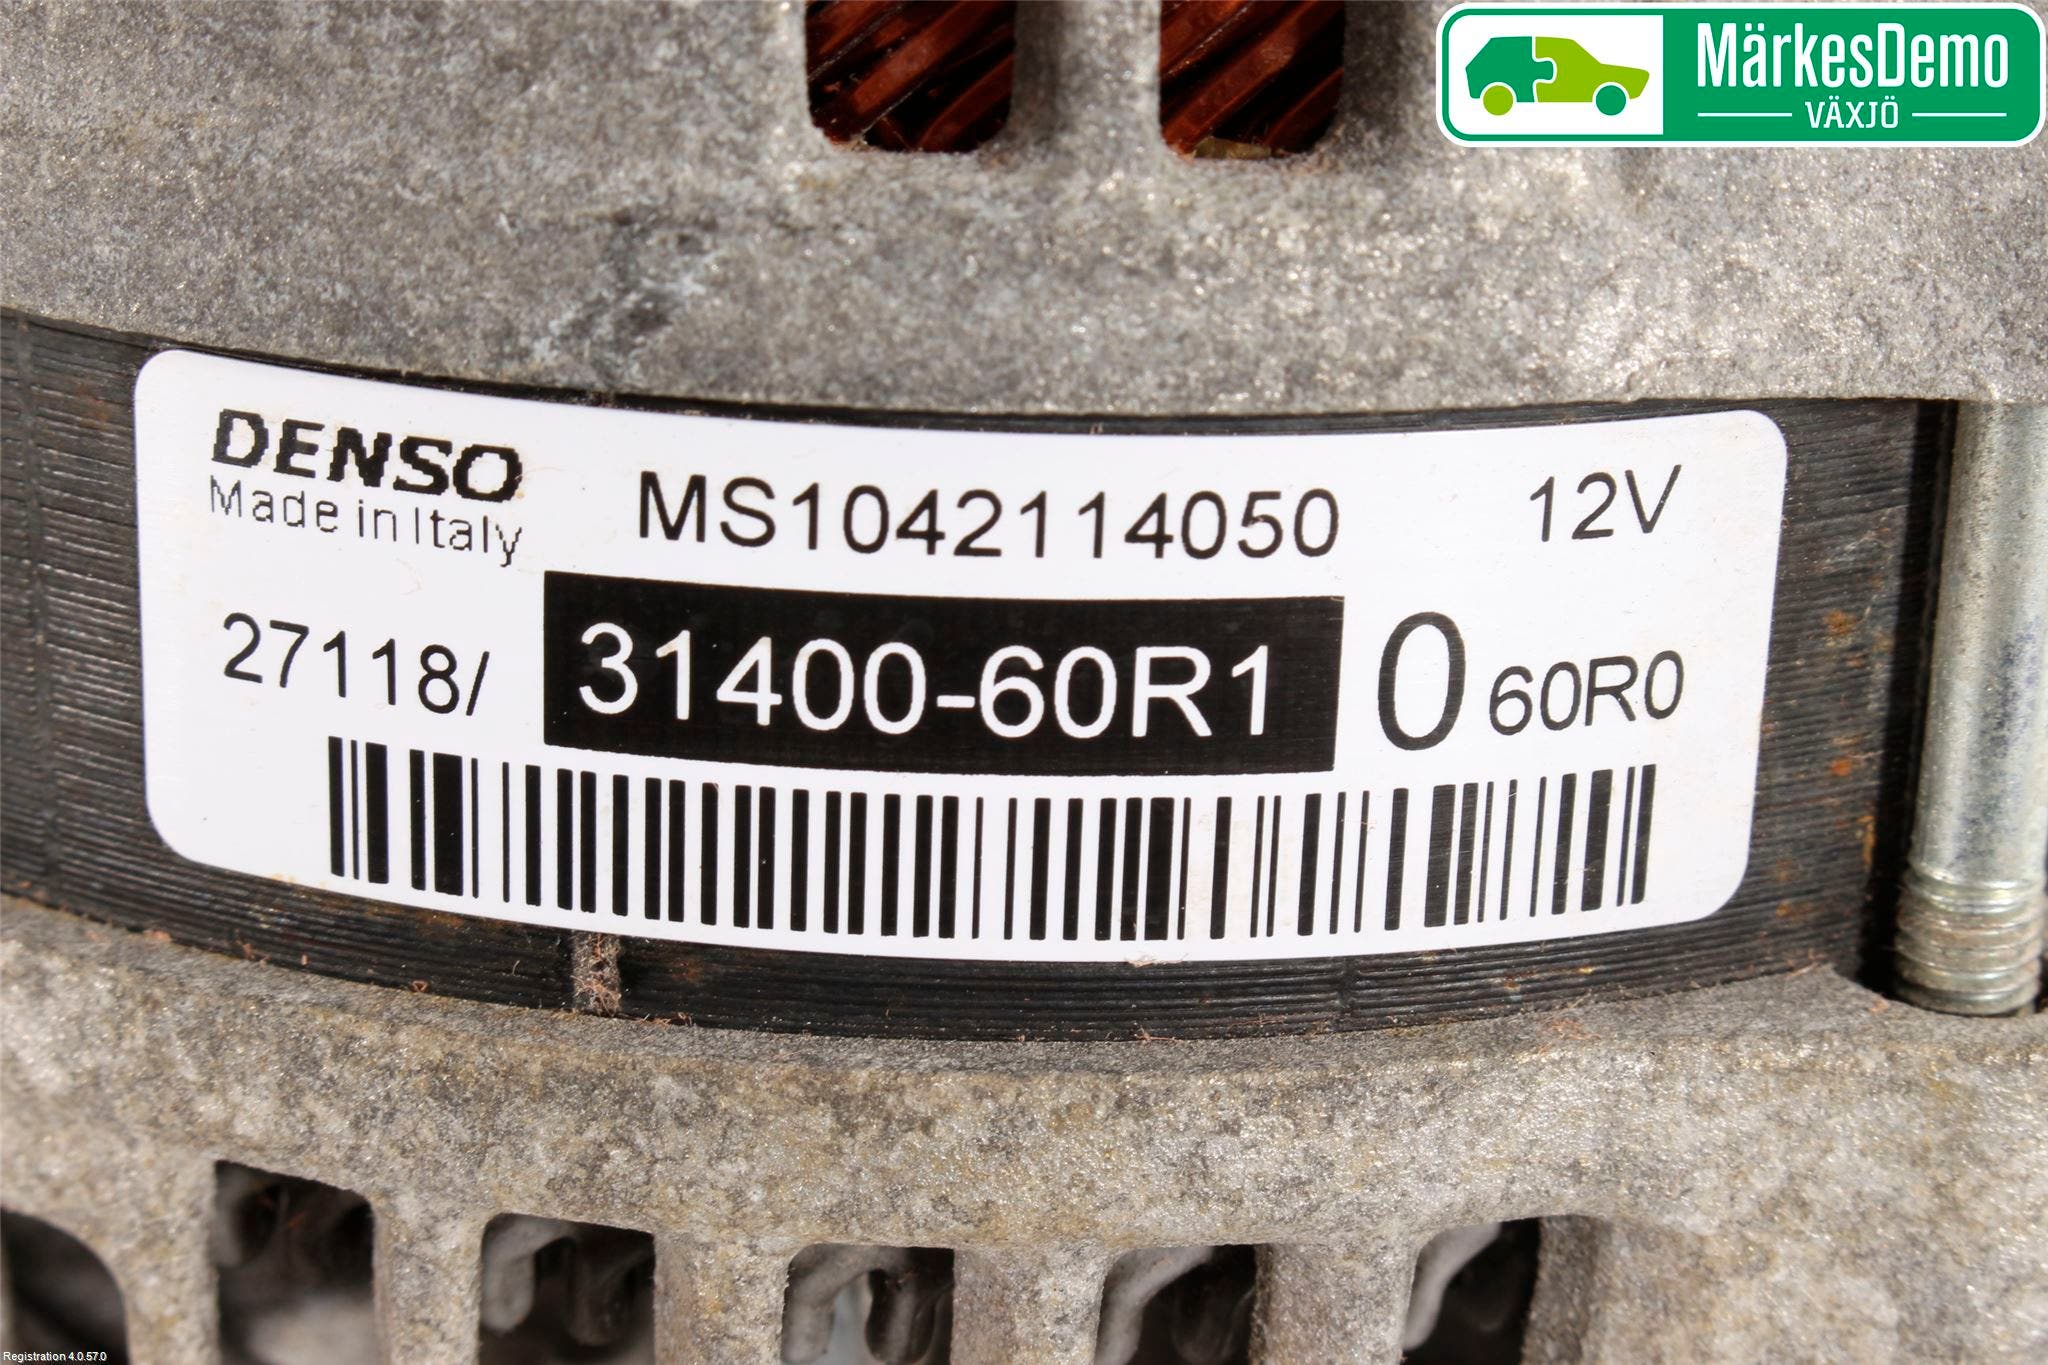 MärkesDemo
VÄXJÖ
DENSO
Made in Italy
MS1042114050 12V
27118/ 31400-60R1 0 60R0
Registration 4.0.57.0